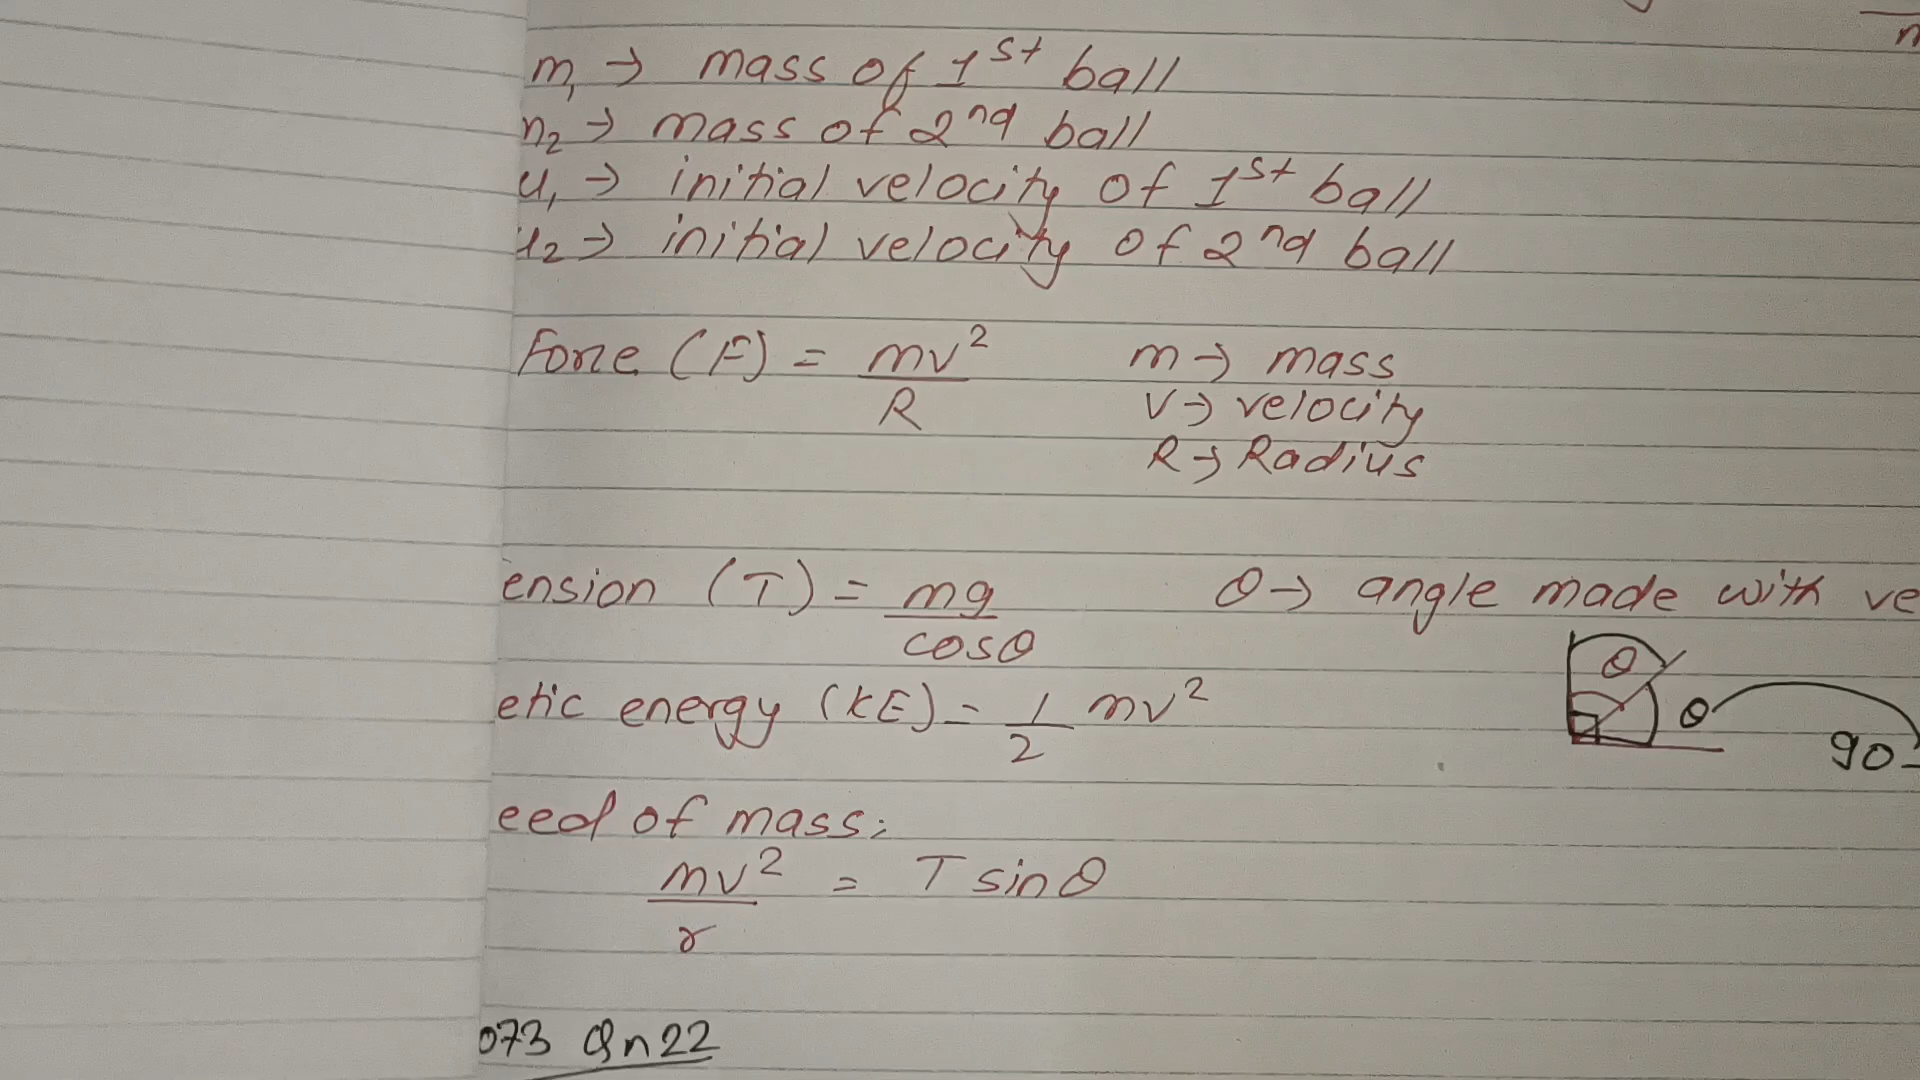 m₁ → mass of 1st ball
m₂ → mass of 2nd ball
u₁ → initial velocity of 1st ball
u₂ → initial velocity of 2nd ball
Force (F) = mv²/R m → mass
v → velocity
R → Radius
ension (T) = mg/cosθ θ → angle made with ve
etic energy (KE) = 1/2 mv²
θ
θ 90-
eed of mass:
mv²/r = T sinθ
073 Qn22